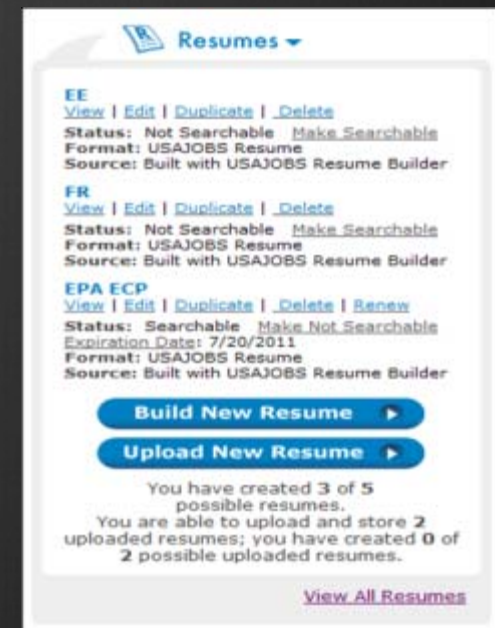 Resumes
EE
View | Edit | Duplicate | Delete
Status: Not Searchable Make Searchable
Format: USAJOBS Resume
Source: Built with USAJOBS Resume Builder
FR
View | Edit | Duplicate | Delete
Status: Not Searchable Make Searchable
Format: USAJOBS Resume
Source: Built with USAJOBS Resume Builder
EPA ECP
View | Edit | Duplicate | Delete | Renew
Status: Searchable Make Not Searchable
Expiration Date: 7/20/2011
Format: USAJOBS Resume
Source: Built with USAJOBS Resume Builder
Build New Resume
Upload New Resume
You have created 3 of 5
possible resumes.
You are able to upload and store 2
uploaded resumes; you have created 0 of
2 possible uploaded resumes.
View All Resumes